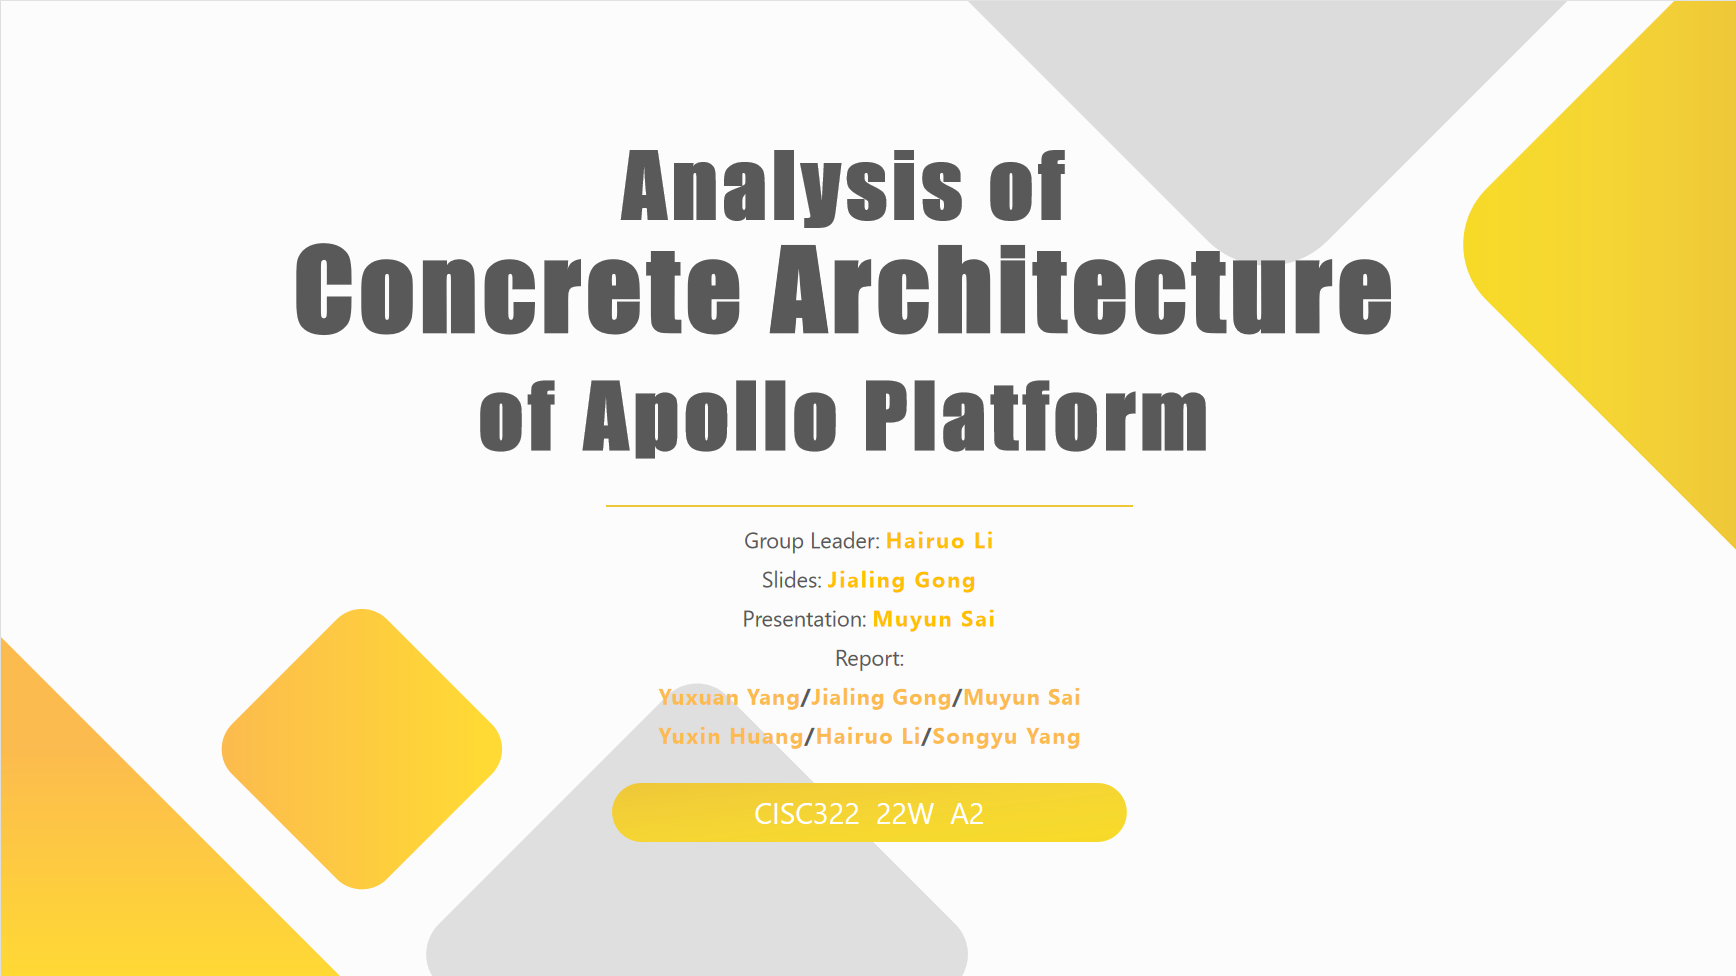 Analysis of
Concrete Architecture
of Apollo Platform
Group Leader: Hairuo Li
Slides: Jialing Gong
Presentation: Muyun Sai
Report:
Yuxuan Yang/Jialing Gong/Muyun Sai
Yuxin Huang/Hairuo Li/Songyu Yang
CISC322 22W A2